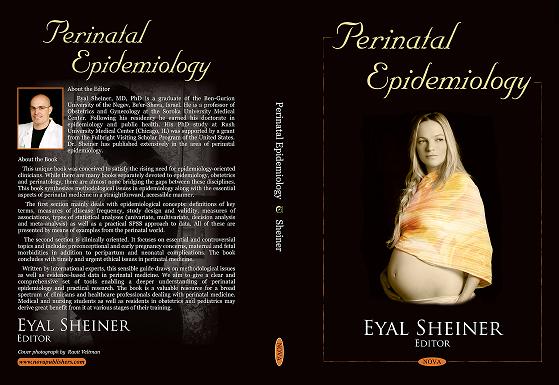 Perinatal
Epidemiology
About the Editor
Eyal Sheiner, MD, PhD is a graduate of the Ben-Gurion
University of the Negev, Be'er-Sheva, Israel. He is a professor of
Obstetrics and Gynecology at the Soroka University Medical
Center. Following his residency he earned his doctorate in
epidemiology and public health. His PhD study at Rush
University Medical Center (Chicago, IL) was supported by a grant
from the Fulbright Visiting Scholar Program of the United States.
Dr. Sheiner has published extensively in the area of perinatal
epidemiology.
About the Book
This unique book was conceived to satisfy the rising need for epidemiology-oriented
clinicians. While there are many books separately devoted to epidemiology, obstetrics
and perinatology, there are almost none bridging the gaps between these disciplines.
This book synthesizes methodological issues in epidemiology along with the essential
aspects of perinatal medicine in a straightforward, accessible manner.
The first section mainly deals with epidemiological concepts: definitions of key
terms, measures of disease frequency, study design and validity, measures of
associations, types of statistical analyzes (univariate, multivariate, decision analysis
and meta-analysis) as well as a practical SPSS approach to data. All of these are
presented by means of examples from the perinatal world.
The second section is clinically oriented. It focuses on essential and controversial
topics and includes preconceptional and early pregnancy concerns, maternal and fetal
morbidities in addition to peripartum and neonatal complications. The book
concludes with timely and urgent ethical issues in perinatal medicine.
Written by international experts, this sensible guide draws on methodological issues
as well as evidence-based data in perinatal medicine. We aim to give a clear and
comprehensive set of tools enabling a deeper understanding of perinatal
epidemiology and practical research. The book is a valuable resource for a broad
spectrum of clinicians and healthcare professionals dealing with perinatal medicine.
Medical and nursing students as well as residents in obstetrics and pediatrics may
derive great benefit from it at various stages of their training.
EYAL SHEINER
EDITOR
Cover photograph by Ravit Veltman
www.novapublishers.com
Perinatal Epidemiology
Sheiner
NOVA
Perinatal
Epidemiology
EYAL SHEINER
EDITOR
NOVA